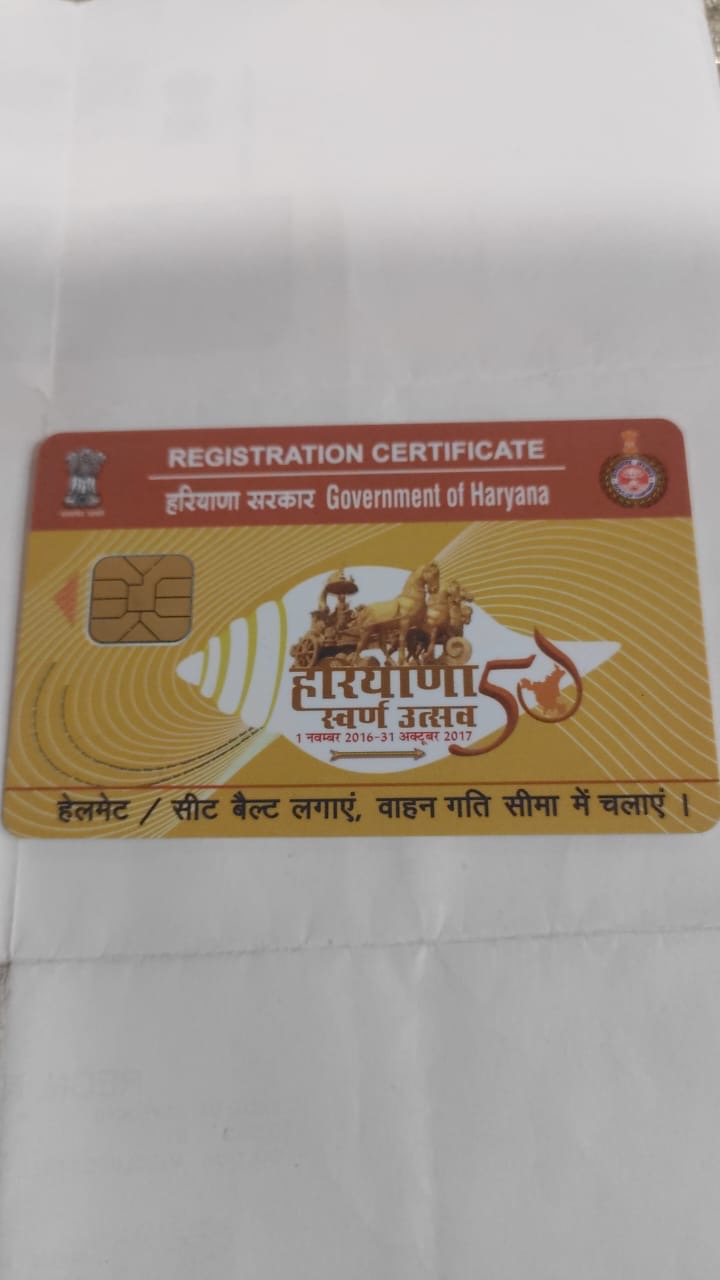 REGISTRATION CERTIFICATE
हरियाणा सरकार Government of Haryana
हरियाणा 50
स्वर्ण उत्सव
1 नवम्बर 2016-31 अक्टूबर 2017
हेलमेट / सीट बैल्ट लगाएं, वाहन गति सीमा में चलाएं ।